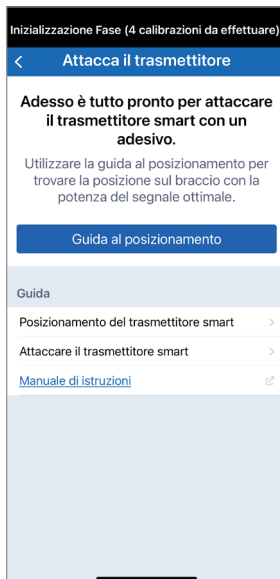 Inizializzazione Fase (4 calibrazioni da effettuare)
Attacca il trasmettitore
Adesso è tutto pronto per attaccare
il trasmettitore smart con un
adesivo.
Utilizzare la guida al posizionamento per
trovare la posizione sul braccio con la
potenza del segnale ottimale.
Guida al posizionamento
Guida
Posizionamento del trasmettitore smart
Attaccare il trasmettitore smart
Manuale di istruzioni